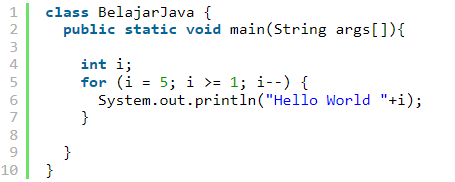 1 class BelajarJava {
2   public static void main(String args[]){
3
4     int i;
5     for (i = 5; i >= 1; i--) {
6       System.out.println("Hello World "+i);
7     }
8
9   }
10 }